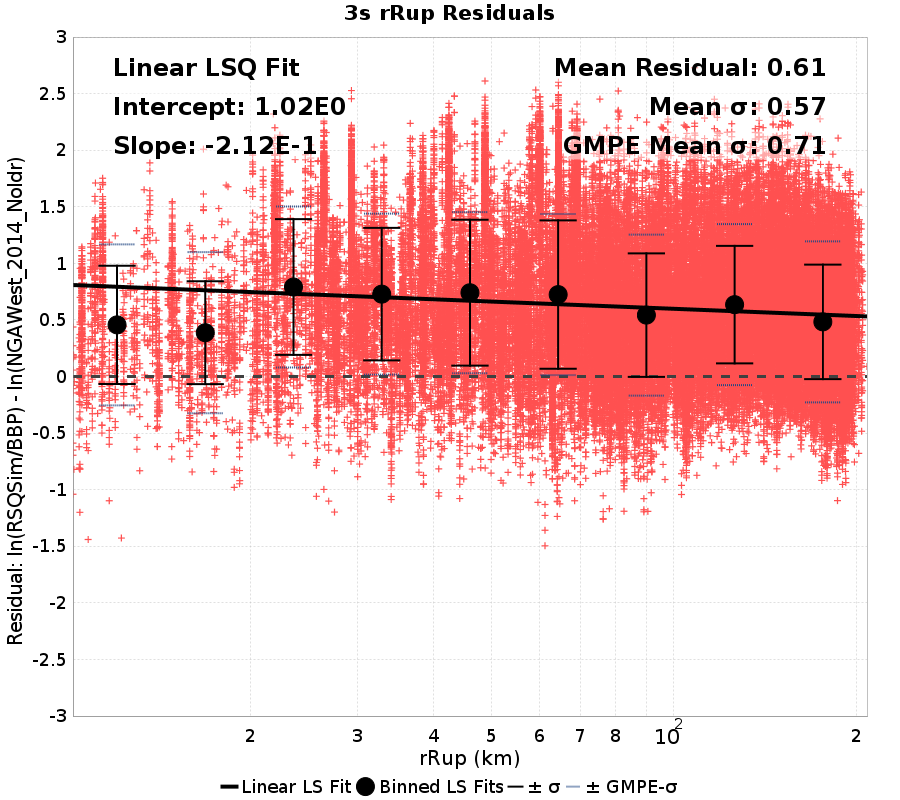 3s rRup Residuals
Linear LSQ Fit
Intercept: 1.02E0
Slope: -2.12E-1
Mean Residual: 0.61
Mean σ: 0.57
GMPE Mean σ: 0.71
Residual: ln(RSQSim/BBP) - ln(NGAWest_2014_NoIdr)
3
2.5
2
1.5
1
0.5
0
-0.5
-1
-1.5
-2
-2.5
-3
2 3 4 5 6 7 8 10² 2
rRup (km)
Linear LS Fit Binned LS Fits ± σ ± GMPE-σ